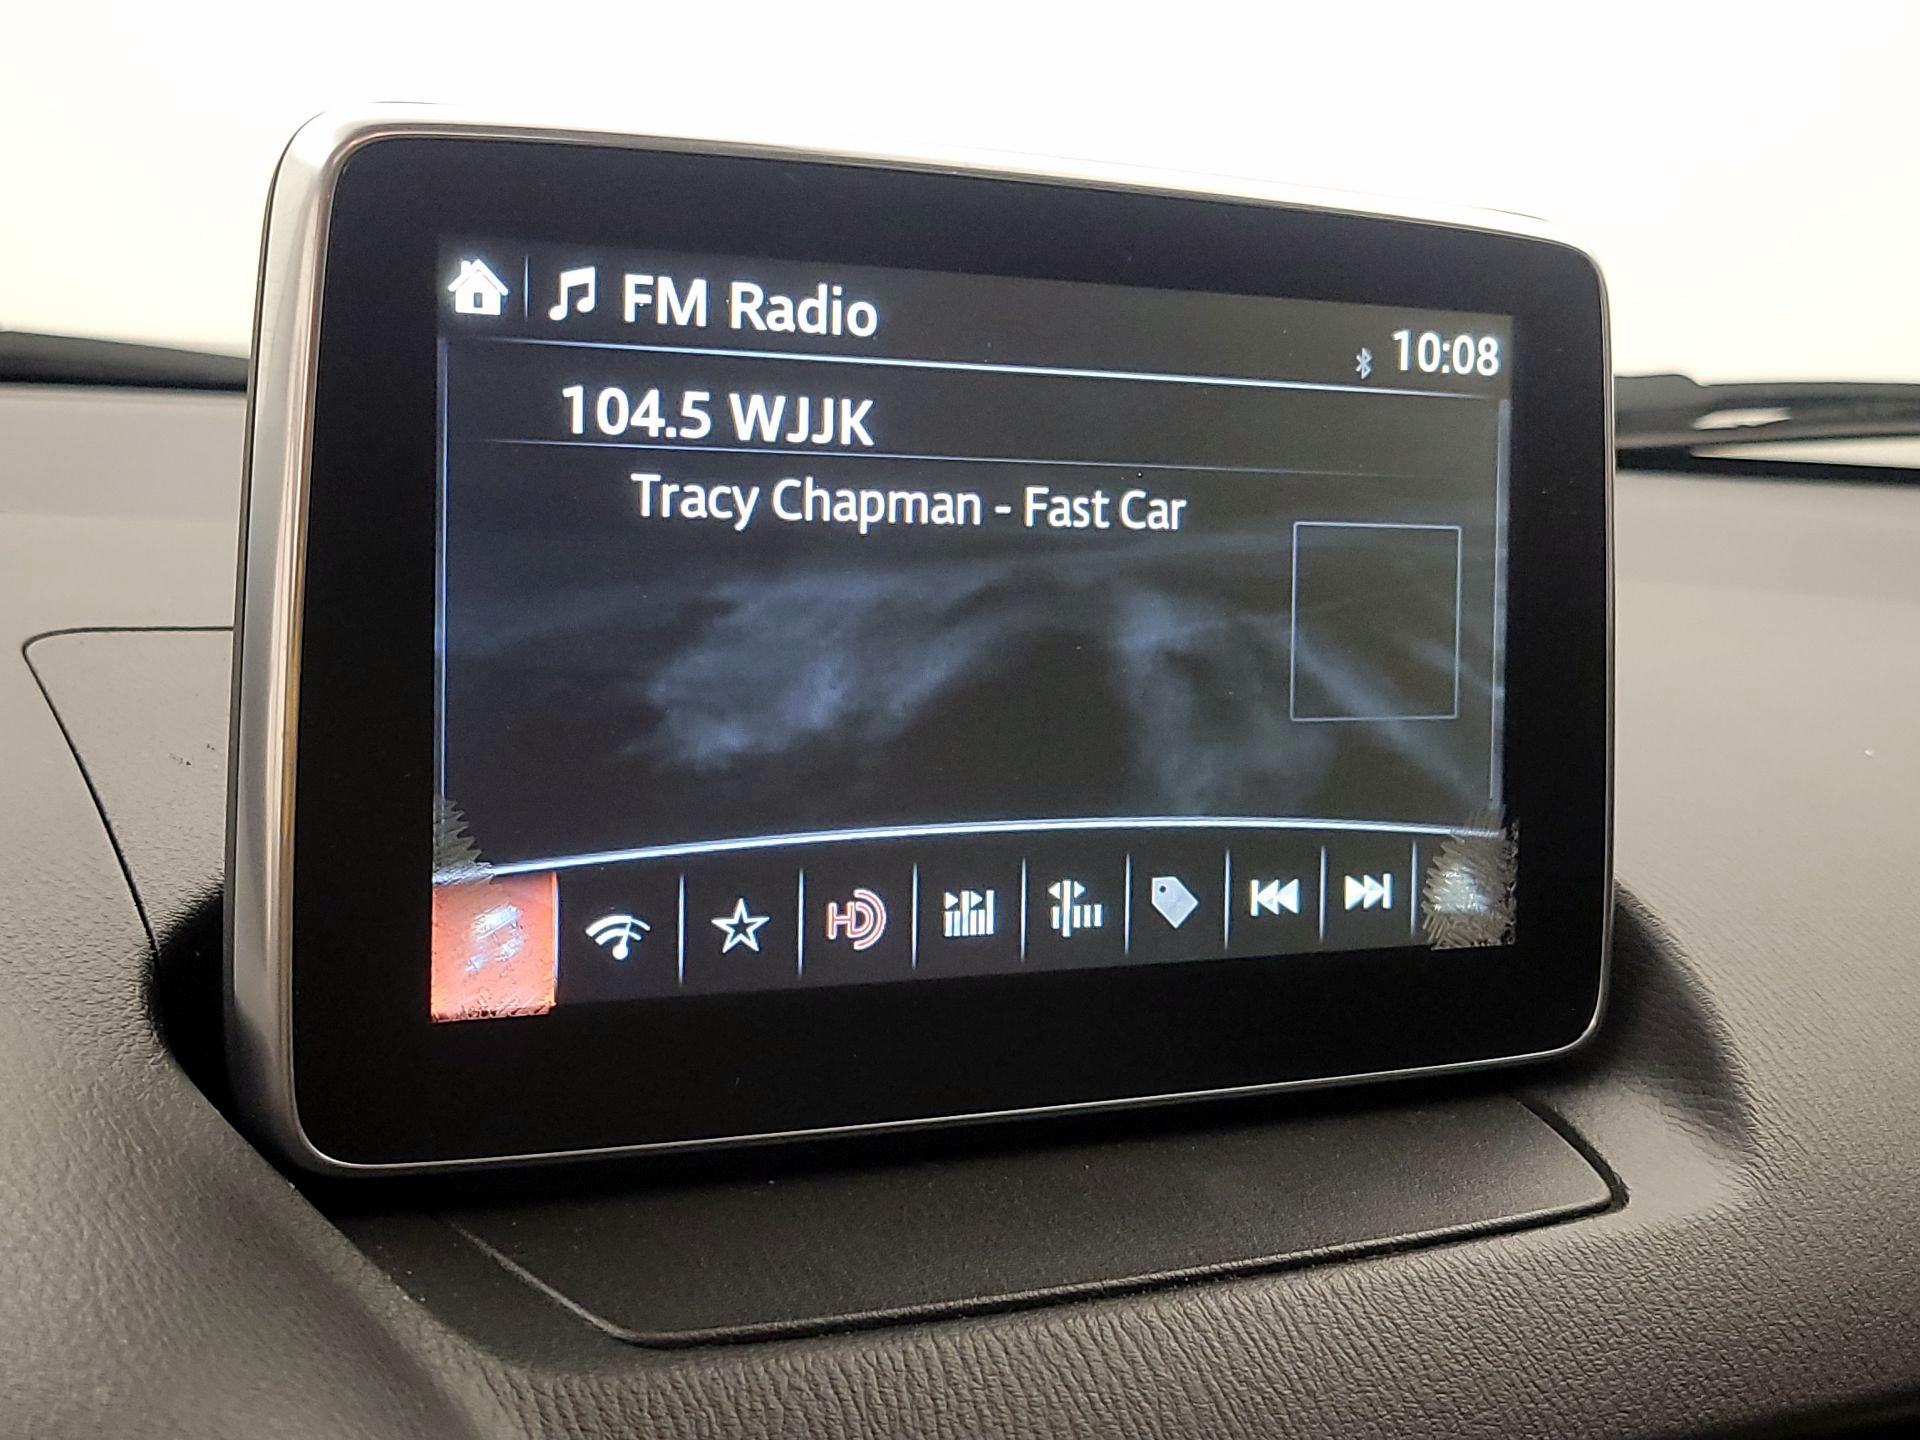 FM Radio
10:08
104.5 WJJK
Tracy Chapman - Fast Car
HD